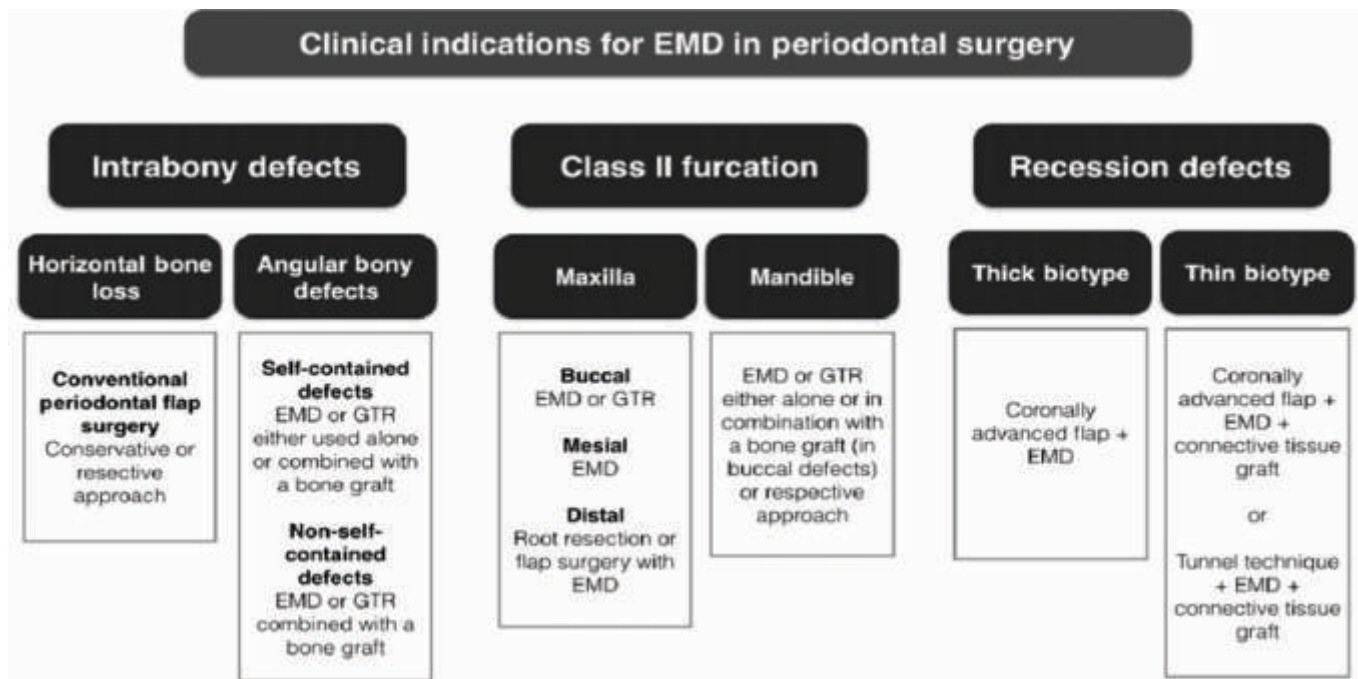 Clinical indications for EMD in periodontal surgery
Intrabony defects
Horizontal bone
loss
Conventional
periodontal flap
surgery
Conservative or
resective
approach
Angular bony
defects
Self-contained
defects
EMD or GTR
either used alone
or combined with
a bone graft
Non-self-
contained
defects
EMD or GTR
combined with a
bone graft
Class II furcation
Maxilla
Buccal
EMD or GTR
Mesial
EMD
Distal
Root resection or
flap surgery with
EMD
Mandible
EMD or GTR
either alone or in
combination with
a bone graft (in
buccal defects)
or respective
approach
Recession defects
Thick biotype
Coronally
advanced flap +
EMD
Thin biotype
Coronally
advanced flap +
EMD +
connective tissue
graft
or
Tunnel technique
+ EMD +
connective tissue
graft